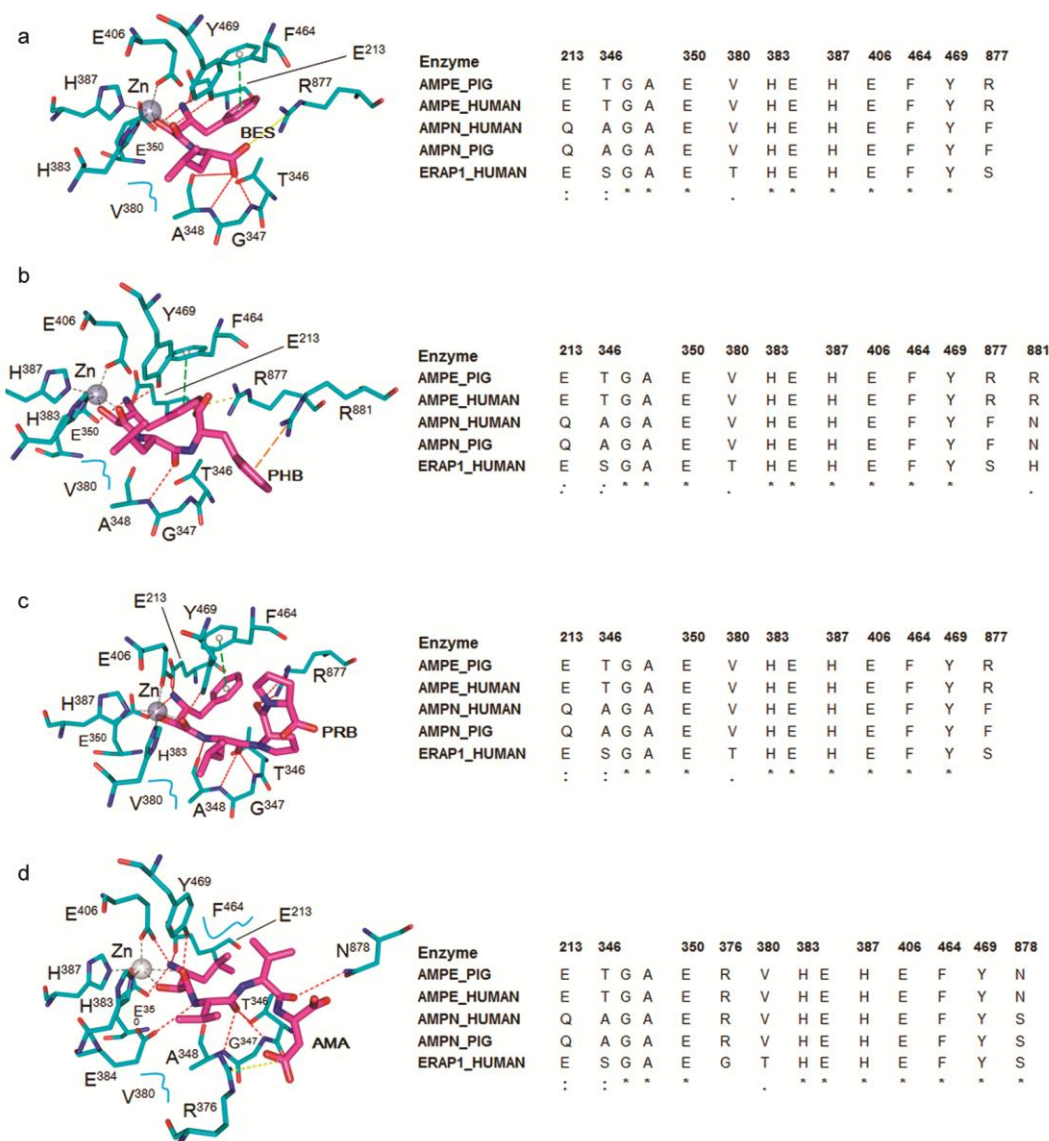 a
E406
Y469
F464
E213
H387
Zn
R877
E350
BES
H383
T346
V380
A348
G347
Enzyme 213 346 350 380 383 387 406 464 469 877
AMPE_PIG E T G A E V H E H E F Y R
AMPE_HUMAN E T G A E V H E H E F Y R
AMPN_HUMAN Q A G A E V H E H E F Y F
AMPN_PIG Q A G A E V H E H E F Y F
ERAP1_HUMAN E S G A E T H E H E F Y S
: : * * * . * * * * * *
b
Y469
E406
F464
E213
H387
Zn
R877
H383
R881
E350
T346
PHB
V380
A348
G347
Enzyme 213 346 350 380 383 387 406 464 469 877 881
AMPE_PIG E T G A E V H E H E F Y R R
AMPE_HUMAN E T G A E V H E H E F Y R R
AMPN_HUMAN Q A G A E V H E H E F Y F N
AMPN_PIG Q A G A E V H E H E F Y F N
ERAP1_HUMAN E S G A E T H E H E F Y S H
: : * * * . * * * * * * .
c
E213
Y469
F464
E406
R877
Zn
H387
PRB
E350
H383
T346
V380
A348
G347
Enzyme 213 346 350 380 383 387 406 464 469 877
AMPE_PIG E T G A E V H E H E F Y R
AMPE_HUMAN E T G A E V H E H E F Y R
AMPN_HUMAN Q A G A E V H E H E F Y F
AMPN_PIG Q A G A E V H E H E F Y F
ERAP1_HUMAN E S G A E T H E H E F Y S
: : * * * . * * * * * *
d
Y469
E406
F464
E213
Zn
N878
H387
H383
E35
0
T346
G347
AMA
A348
E384
V380
R376
Enzyme 213 346 350 376 380 383 387 406 464 469 878
AMPE_PIG E T G A E R V H E H E F Y N
AMPE_HUMAN E T G A E R V H E H E F Y N
AMPN_HUMAN Q A G A E R V H E H E F Y S
AMPN_PIG Q A G A E R V H E H E F Y S
ERAP1_HUMAN E S G A E G T H E H E F Y S
: : * * * . * * * * * * *